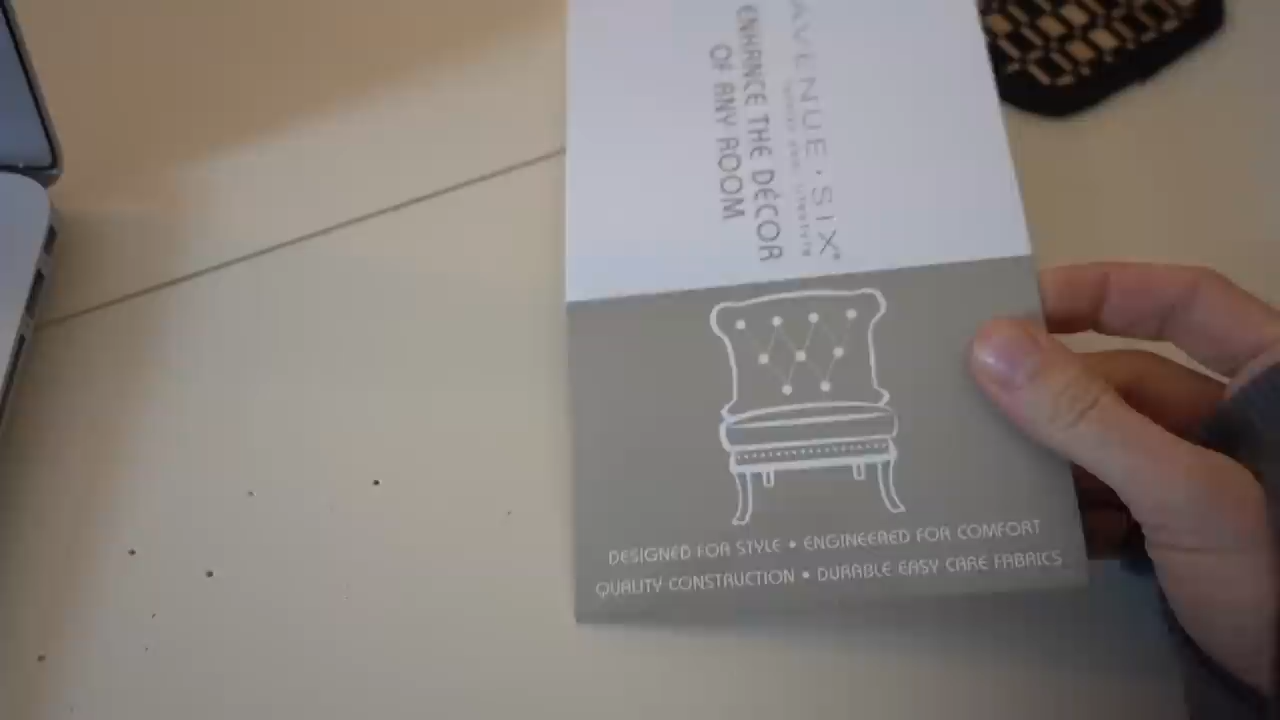 AVENUE·SIX®
ENHANCE THE DÉCOR
OF ANY ROOM
DESIGNED FOR STYLE • ENGINEERED FOR COMFORT
QUALITY CONSTRUCTION • DURABLE EASY CARE FABRICS